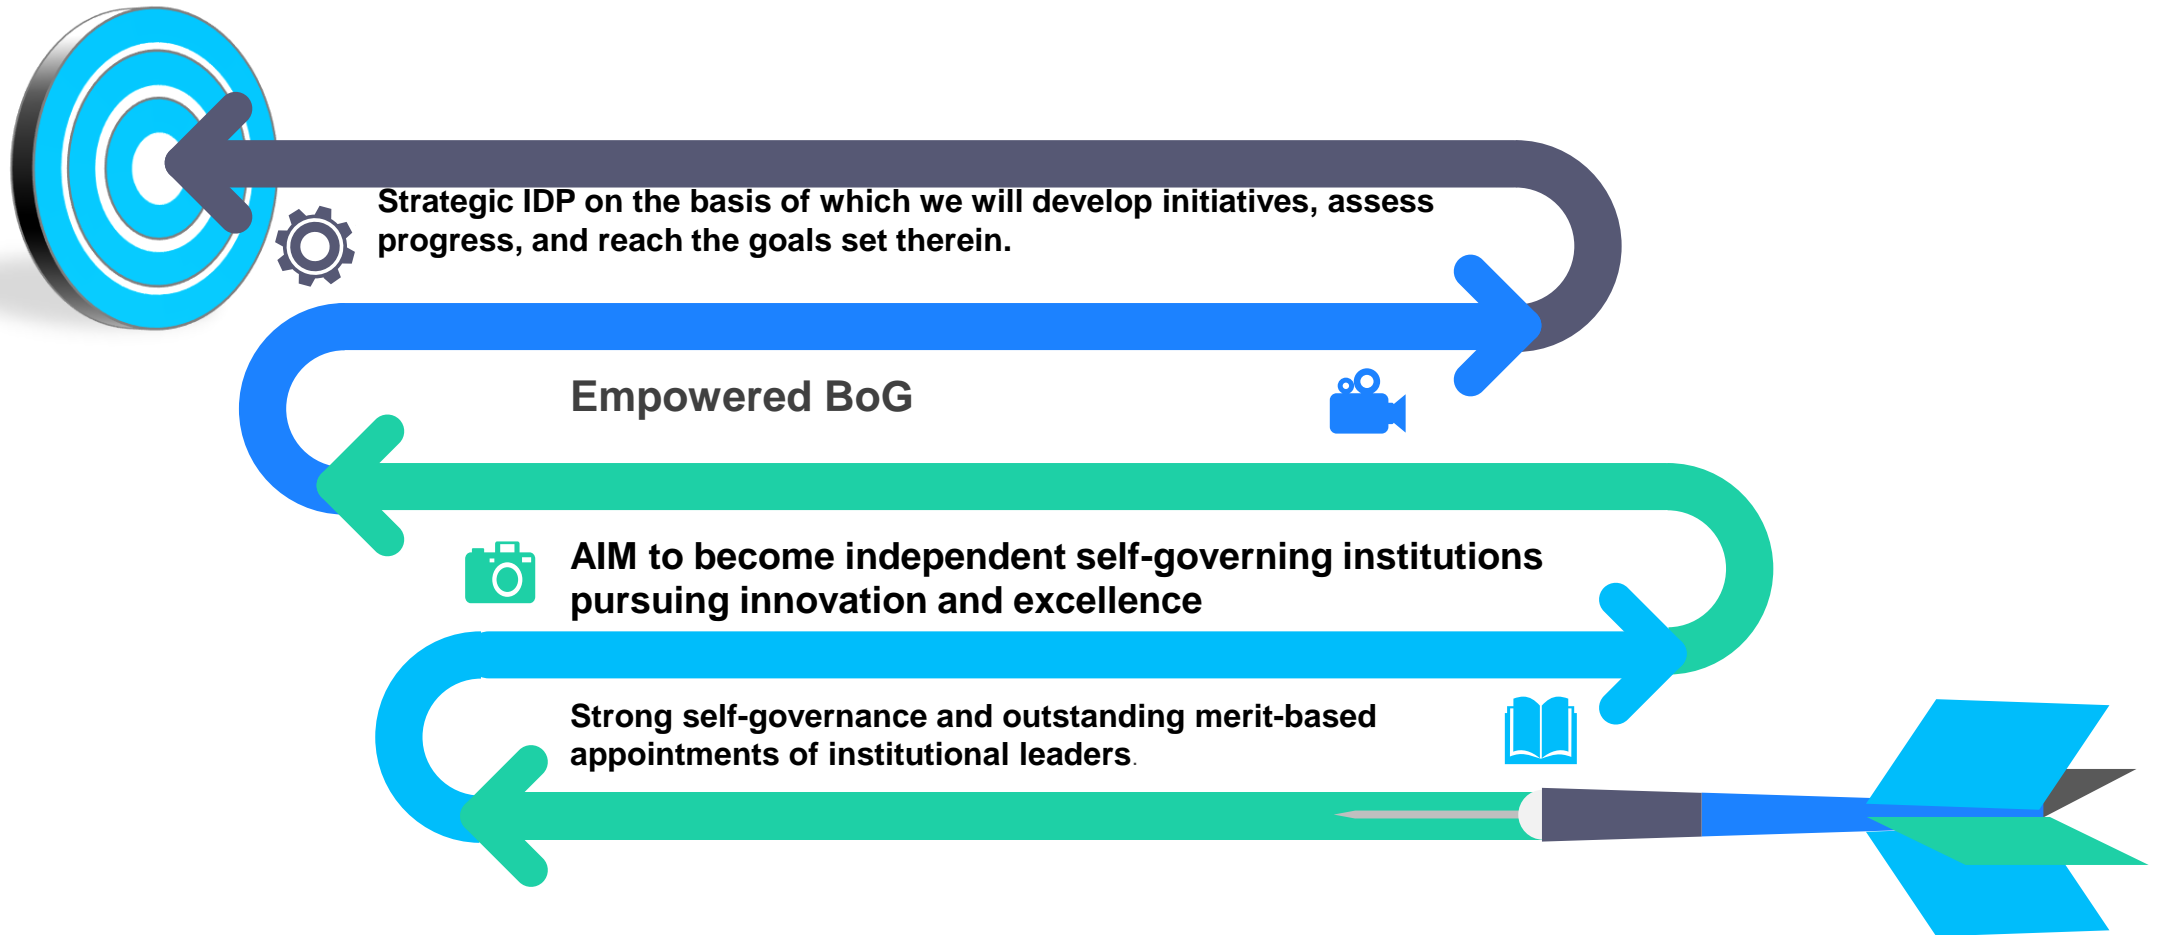 Strategic IDP on the basis of which we will develop initiatives, assess
progress, and reach the goals set therein.
Empowered BoG
AIM to become independent self-governing institutions
pursuing innovation and excellence
Strong self-governance and outstanding merit-based
appointments of institutional leaders.